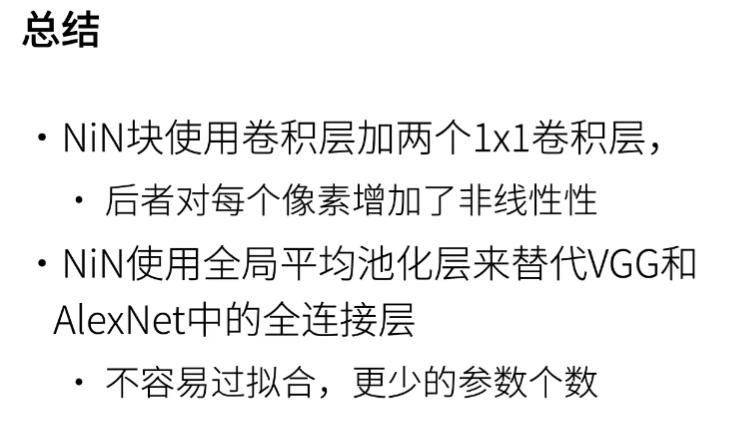 总结
• NiN块使用卷积层加两个1x1卷积层，
• 后者对每个像素增加了非线性性
• NiN使用全局平均池化层来替代VGG和
AlexNet中的全连接层
• 不容易过拟合，更少的参数个数